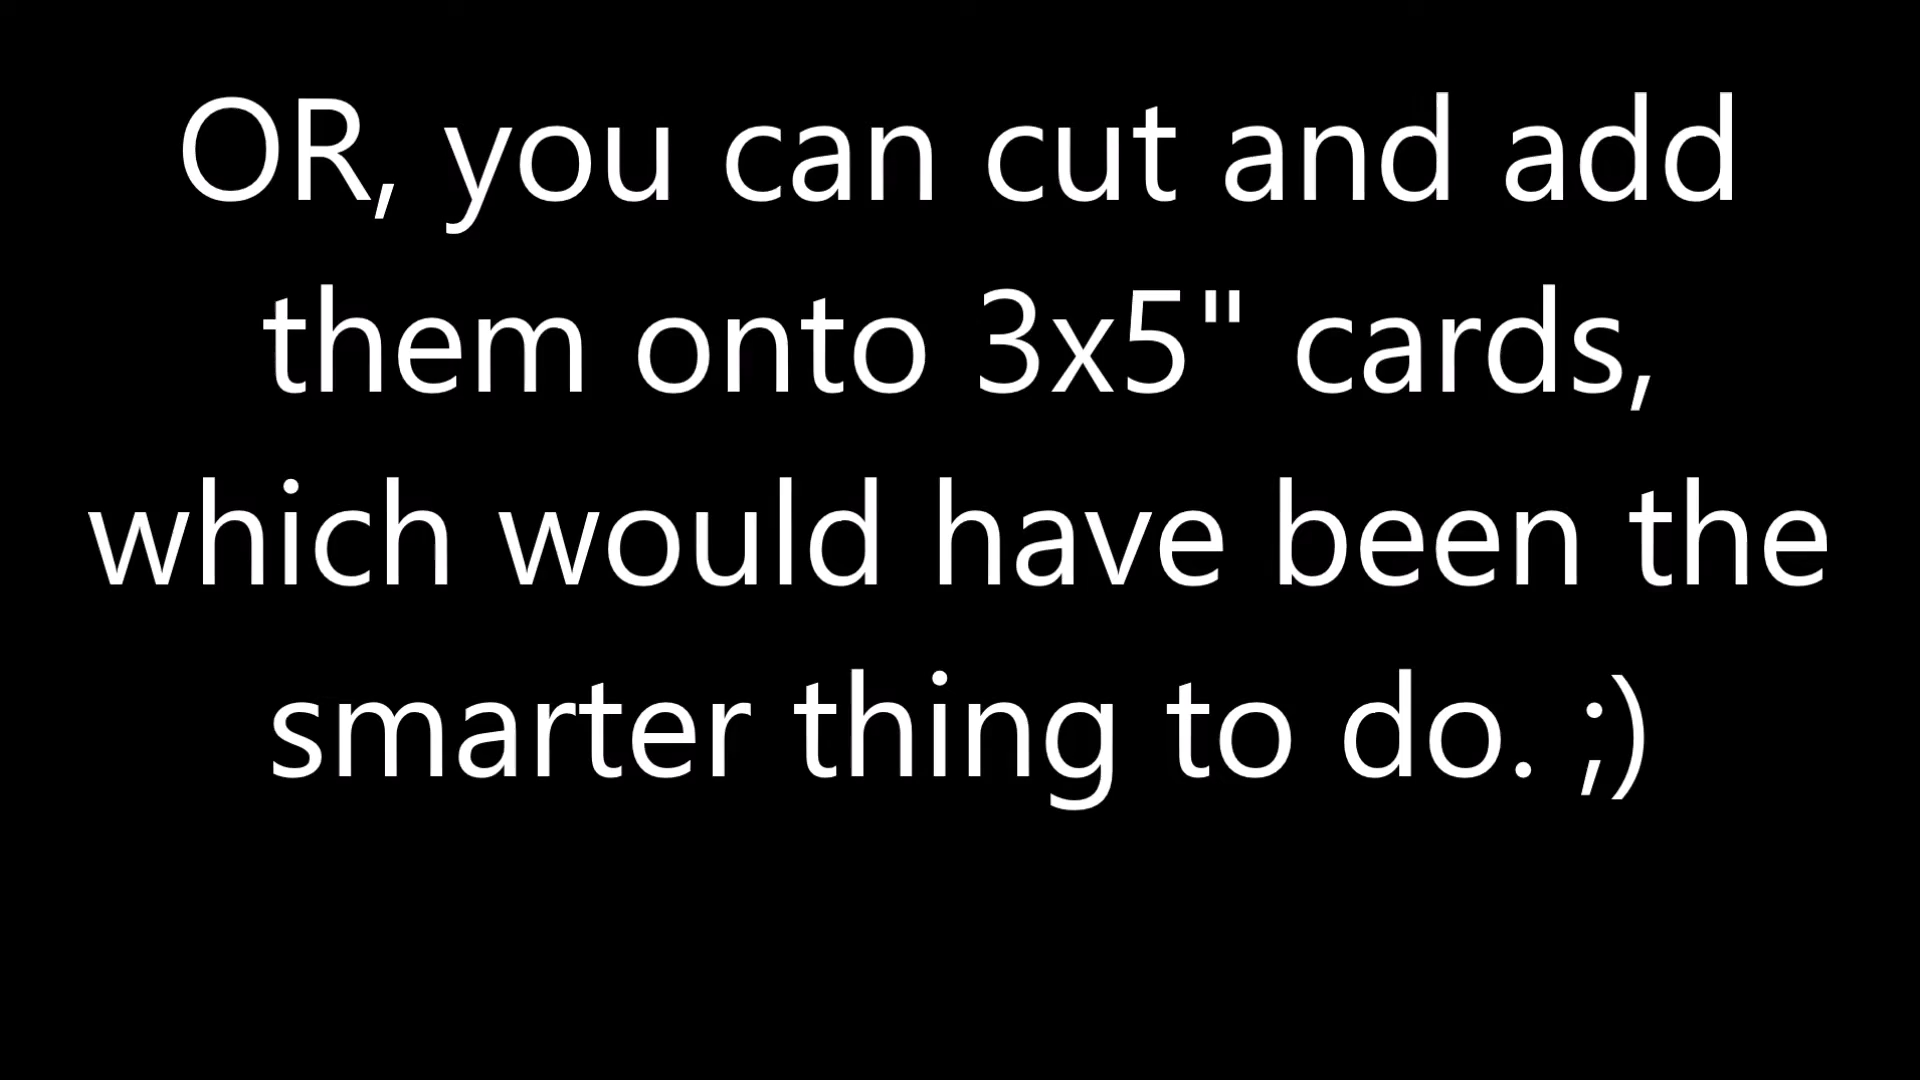 OR, you can cut and add
them onto 3x5" cards,
which would have been the
smarter thing to do. ;)